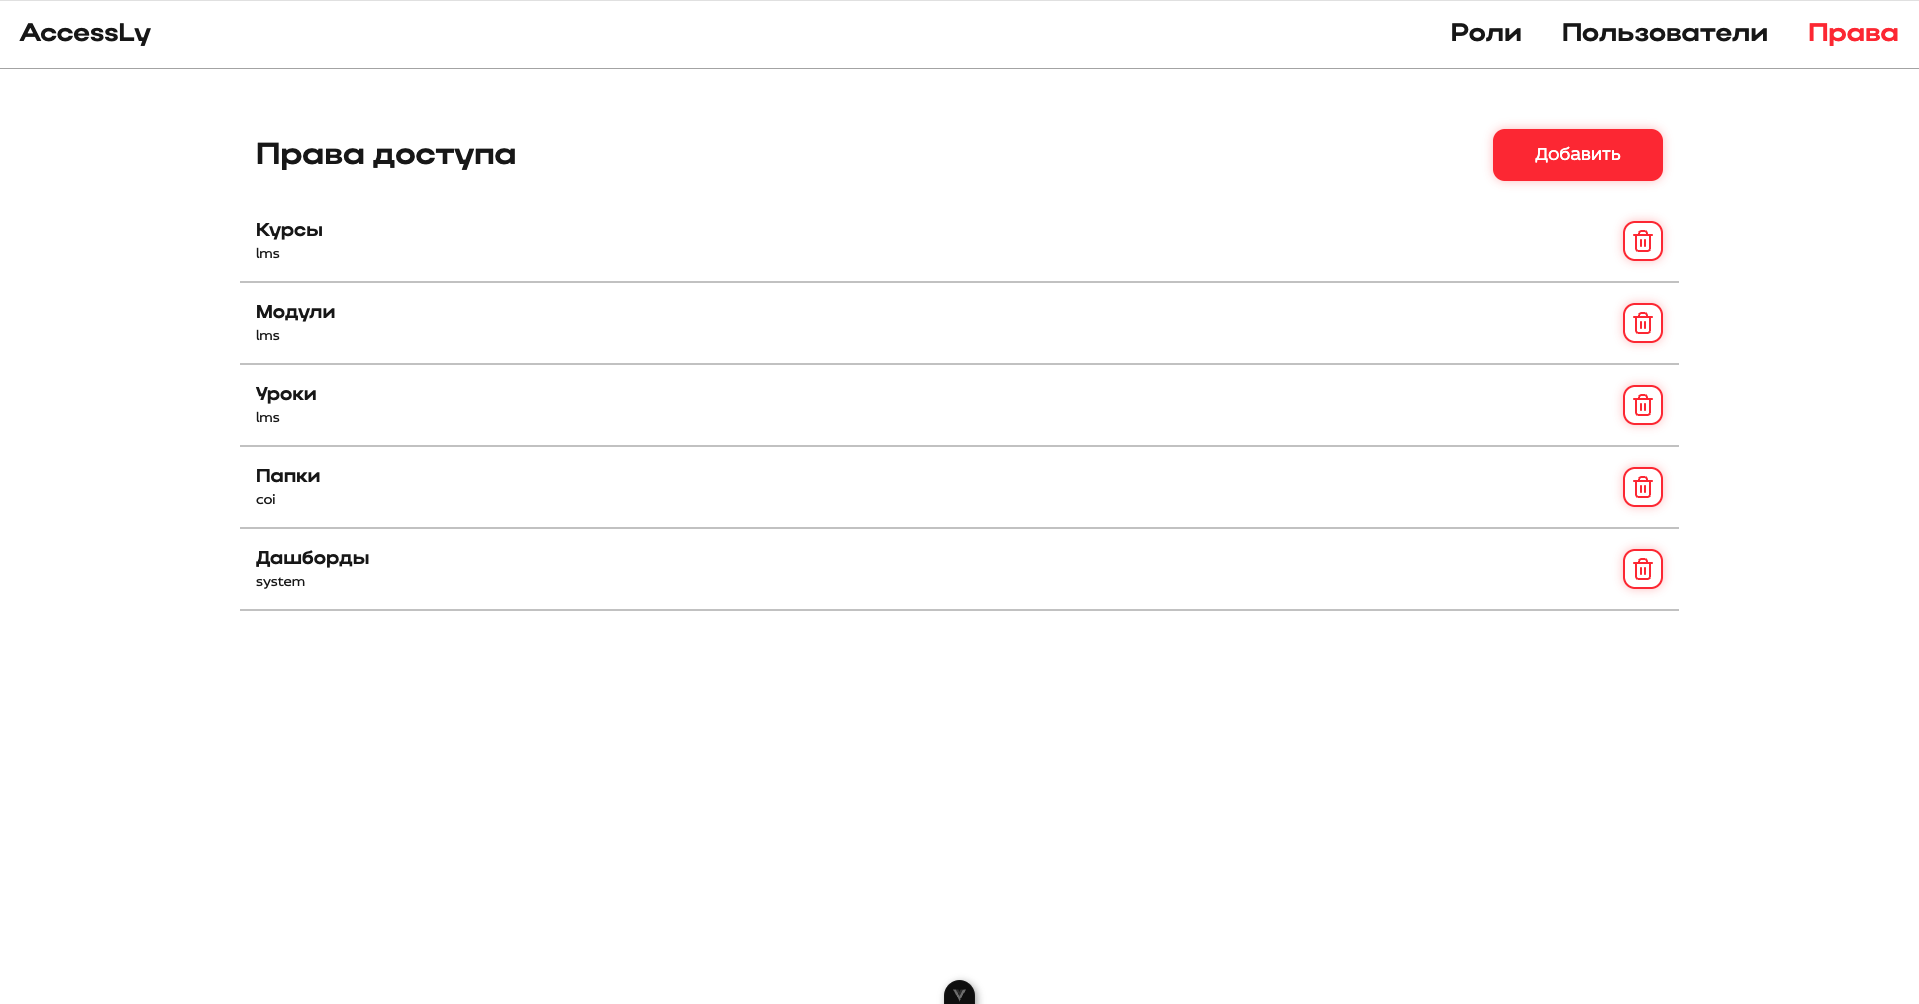 AccessLy
Роли Пользователи Права
Права доступа
Добавить
Курсы
lms
Модули
lms
Уроки
lms
Папки
coi
Дашборды
system